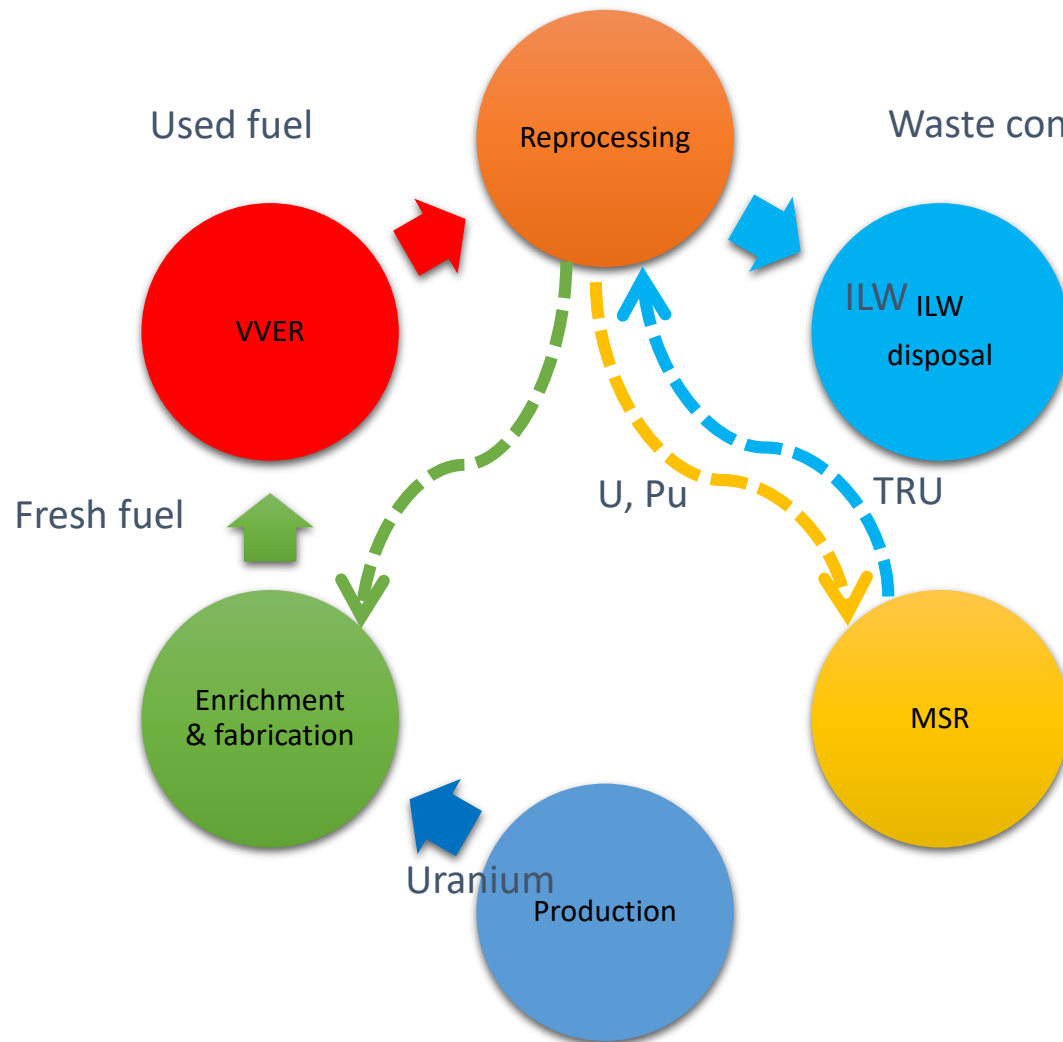 Used fuel
Reprocessing
Waste con
VVER
ILW
ILW
disposal
U, Pu
TRU
Fresh fuel
Enrichment
& fabrication
MSR
Uranium
Production